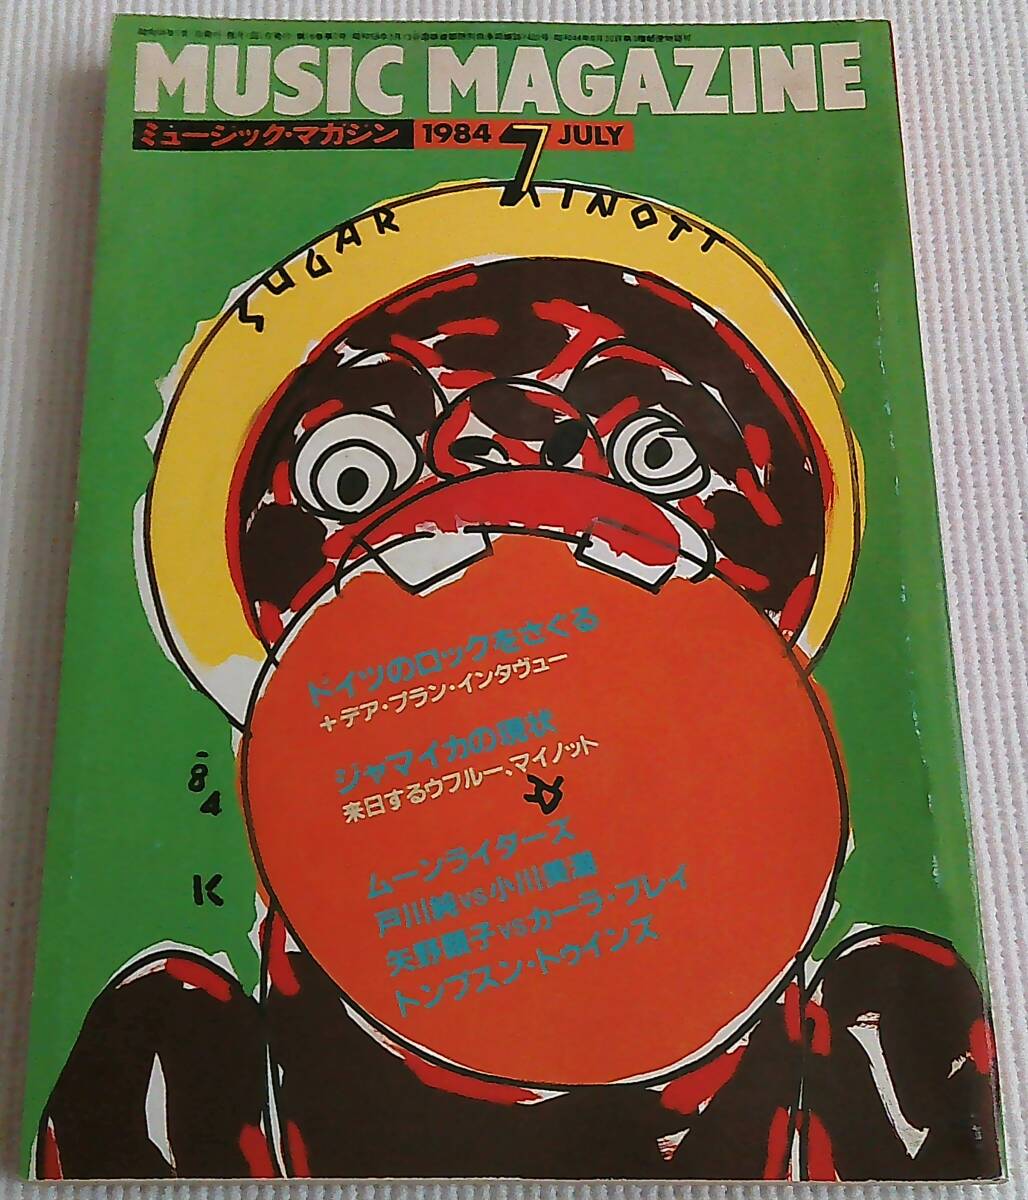 MUSIC MAGAZINE
ミュージック・マガジン 1984 7 JULY
SUGAR MINOTT
ドイツのロックをさぐる
+デア・プラン・インタヴュー
ジャマイカの現状
来日するウフルー、マイノット
ムーンライダーズ
戸川純vs小川美潮
矢野顕子vsカーラ・ブレイ
トンプスン・トゥインズ
-84
K